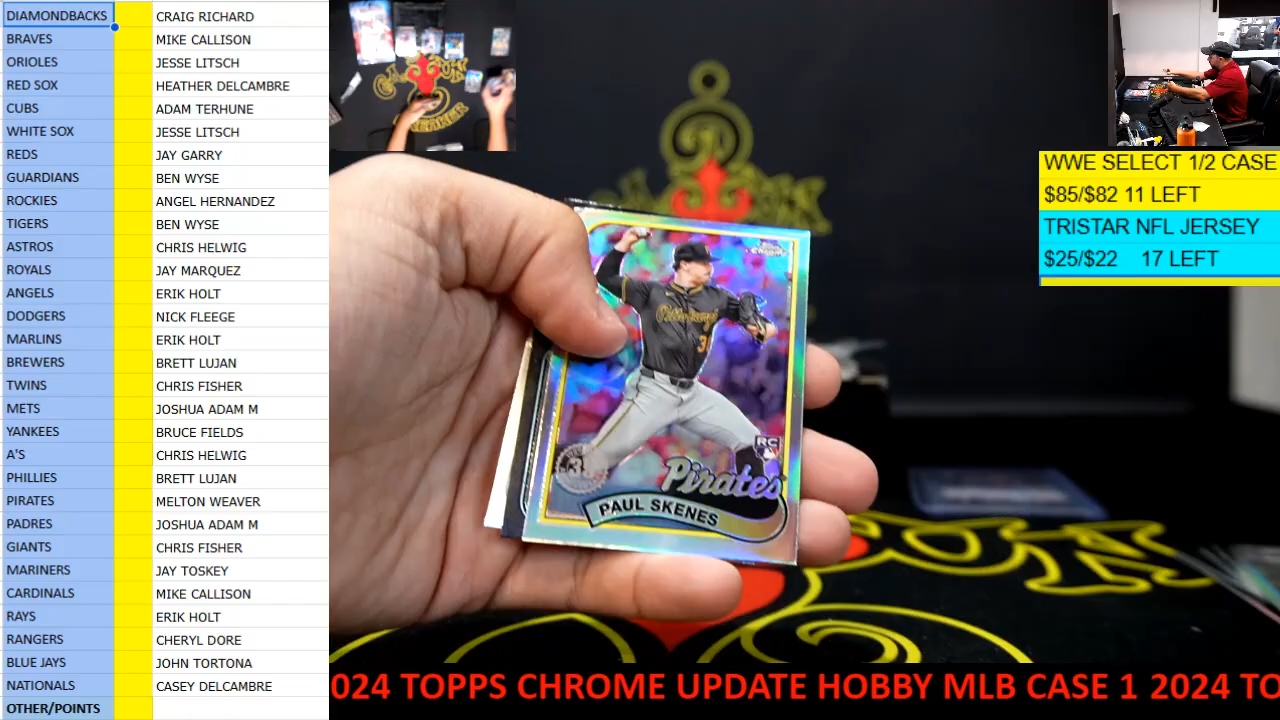 DIAMONDBACKS CRAIG RICHARD
BRAVES MIKE CALLISON
ORIOLES JESSE LITSCH
RED SOX HEATHER DELCAMBRE
CUBS ADAM TERHUNE
WHITE SOX JESSE LITSCH
REDS JAY GARRY
GUARDIANS BEN WYSE
ROCKIES ANGEL HERNANDEZ
TIGERS BEN WYSE
ASTROS CHRIS HELWIG
ROYALS JAY MARQUEZ
ANGELS ERIK HOLT
DODGERS NICK FLEEGE
MARLINS ERIK HOLT
BREWERS BRETT LUJAN
TWINS CHRIS FISHER
METS JOSHUA ADAM M
YANKEES BRUCE FIELDS
A'S CHRIS HELWIG
PHILLIES BRETT LUJAN
PIRATES MELTON WEAVER
PADRES JOSHUA ADAM M
GIANTS CHRIS FISHER
MARINERS JAY TOSKEY
CARDINALS MIKE CALLISON
RAYS ERIK HOLT
RANGERS CHERYL DORE
BLUE JAYS JOHN TORTONA
NATIONALS CASEY DELCAMBRE
OTHER/POINTS
WWE SELECT 1/2 CASE
$85/$82 11 LEFT
TRISTAR NFL JERSEY
$25/$22 17 LEFT
RC
Pirates
PAUL SKENES
024 TOPPS CHROME UPDATE HOBBY MLB CASE 1 2024 TO